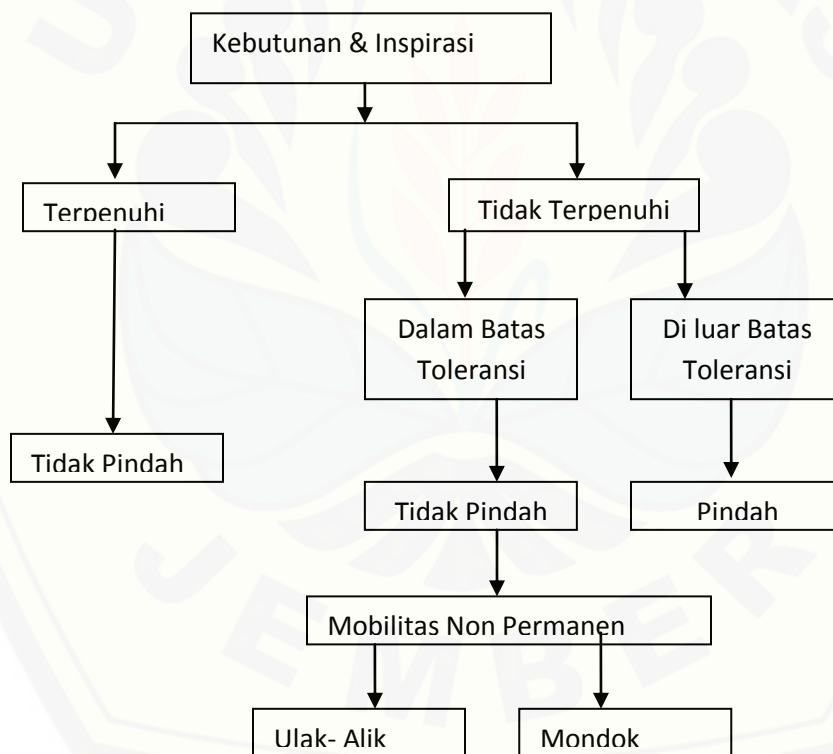 Kebutunan & Inspirasi
Terpenuhi
Tidak Terpenuhi
Dalam Batas
Toleransi
Di luar Batas
Toleransi
Tidak Pindah
Tidak Pindah
Pindah
Mobilitas Non Permanen
Ulak- Alik
Mondok
JEMBER